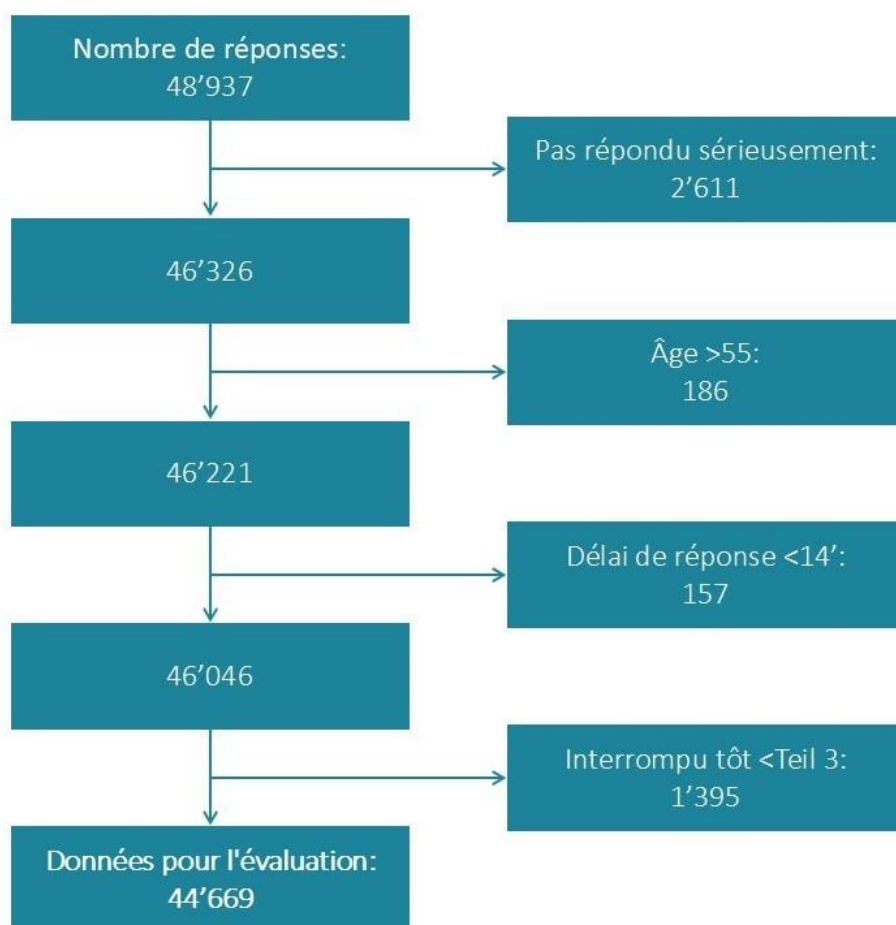 Nombre de réponses:
48’937
Pas répondu sérieusement:
2’611
46’326
Âge >55:
186
46’221
Délai de réponse <14’:
157
46’046
Interrompu tôt <Teil 3:
1’395
Données pour l'évaluation:
44’669